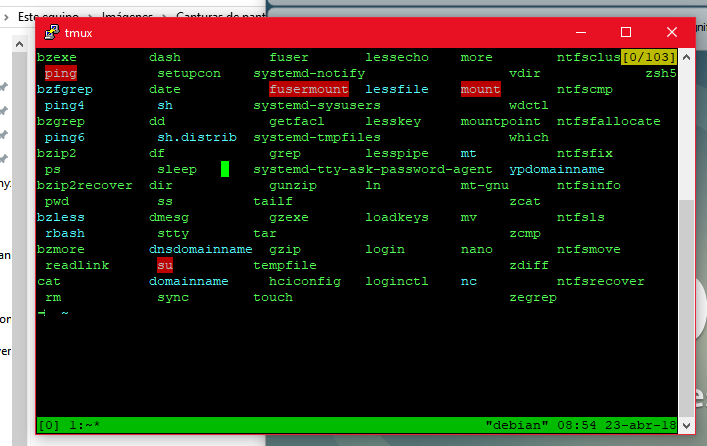 Este equipo > Imágenes > Capturas de pant
tmux
bzexe dash fuser lessecho more ntfsclus[0/103]
ping setupcon systemd-notify vdir zsh5
bzfgrep date fusermount lessfile mount ntfscmp
ping4 sh systemd-sysusers wdctl
bzgrep dd getfacl lesskey mountpoint ntfsfallocate
ping6 sh.distrib systemd-tmpfiles which
bzip2 df grep lesspipe mt ntfsfix
ps sleep systemd-tty-ask-password-agent ypdomainname
bzip2recover dir gunzip ln mt-gnu ntfsinfo
pwd ss tailf zcat
bzless dmesg gzexe loadkeys mv ntfsls
rbash stty tar zcmp
bzmore dnsdomainname gzip login nano ntfsmove
readlink su tempfile zdiff
cat domainname hciconfig loginctl nc ntfsrecover
rm sync touch zegrep
~
[0] 1:~* "debian" 08:54 23-abr-18